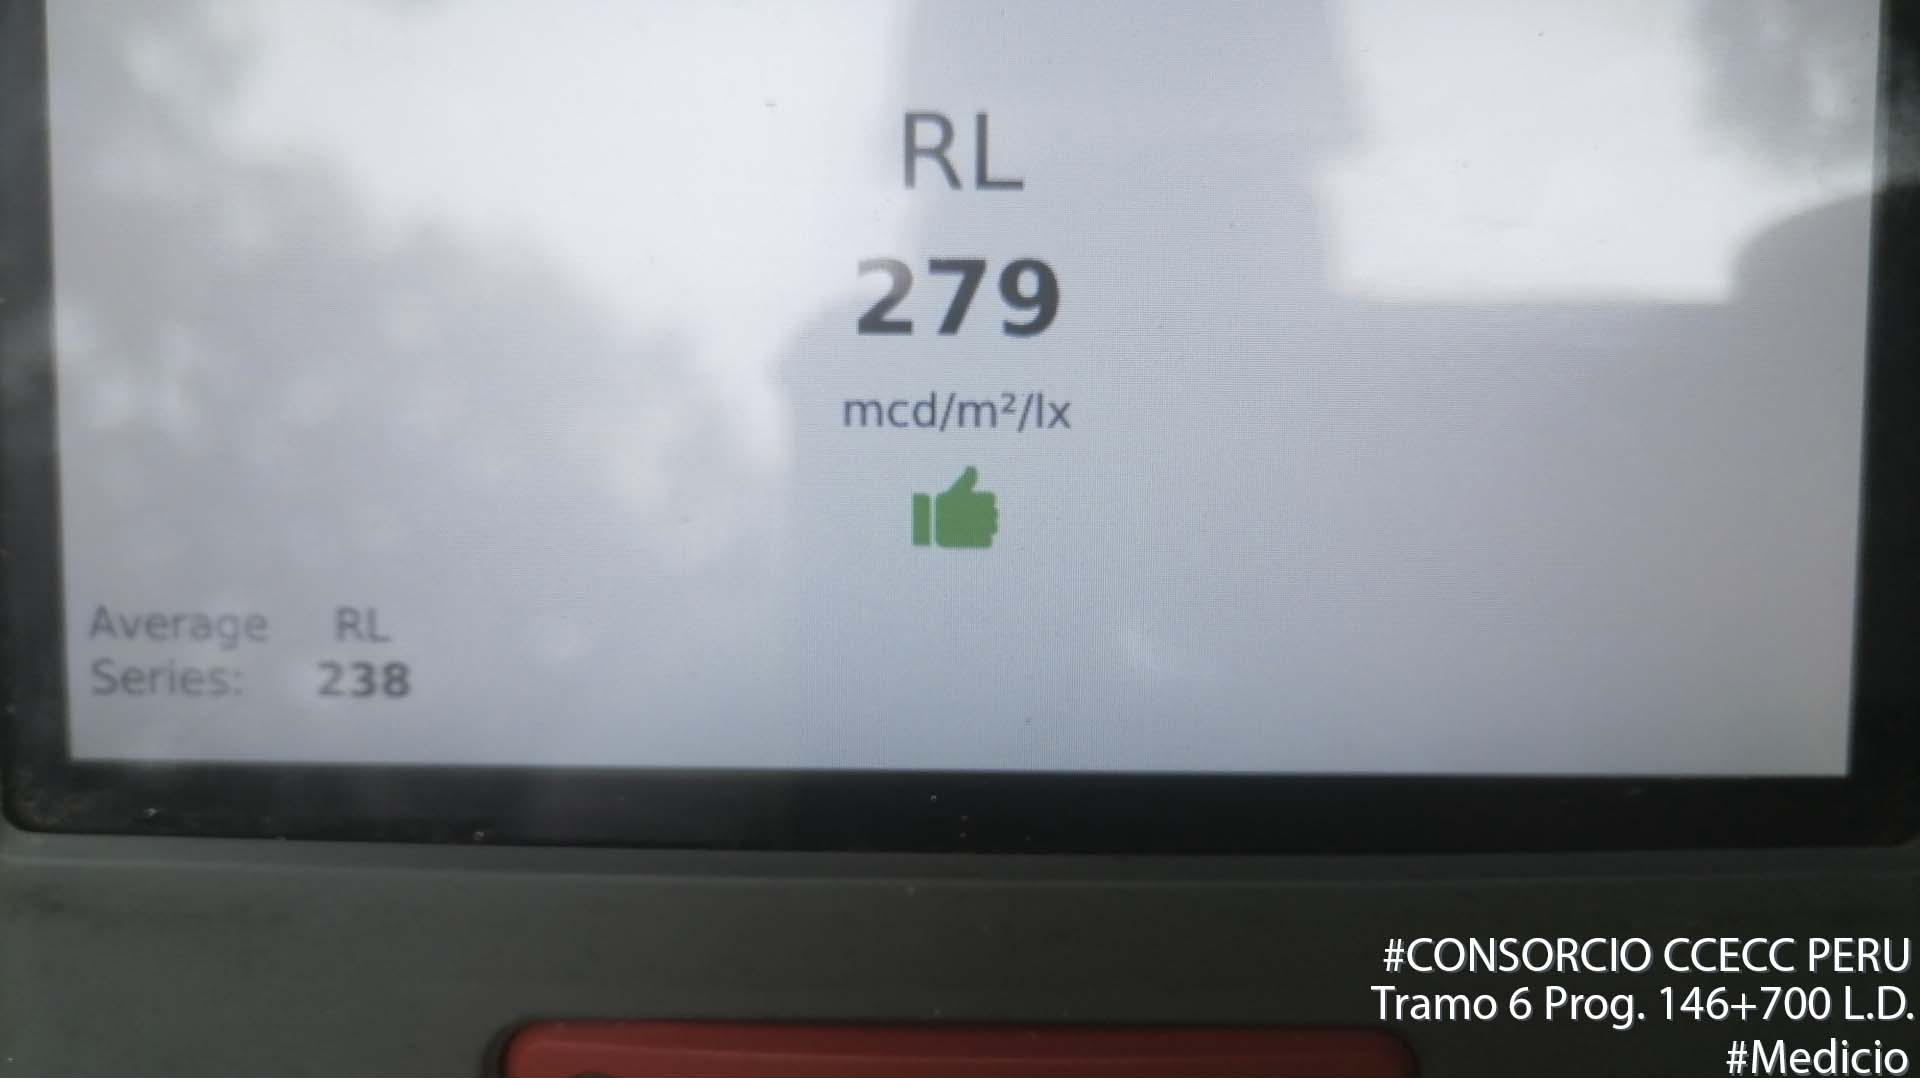 RL
279
mcd/m²/lx
Average RL
Series: 238
#CONSORCIO CCECC PERU
Tramo 6 Prog. 146+700 L.D.
#Medicio